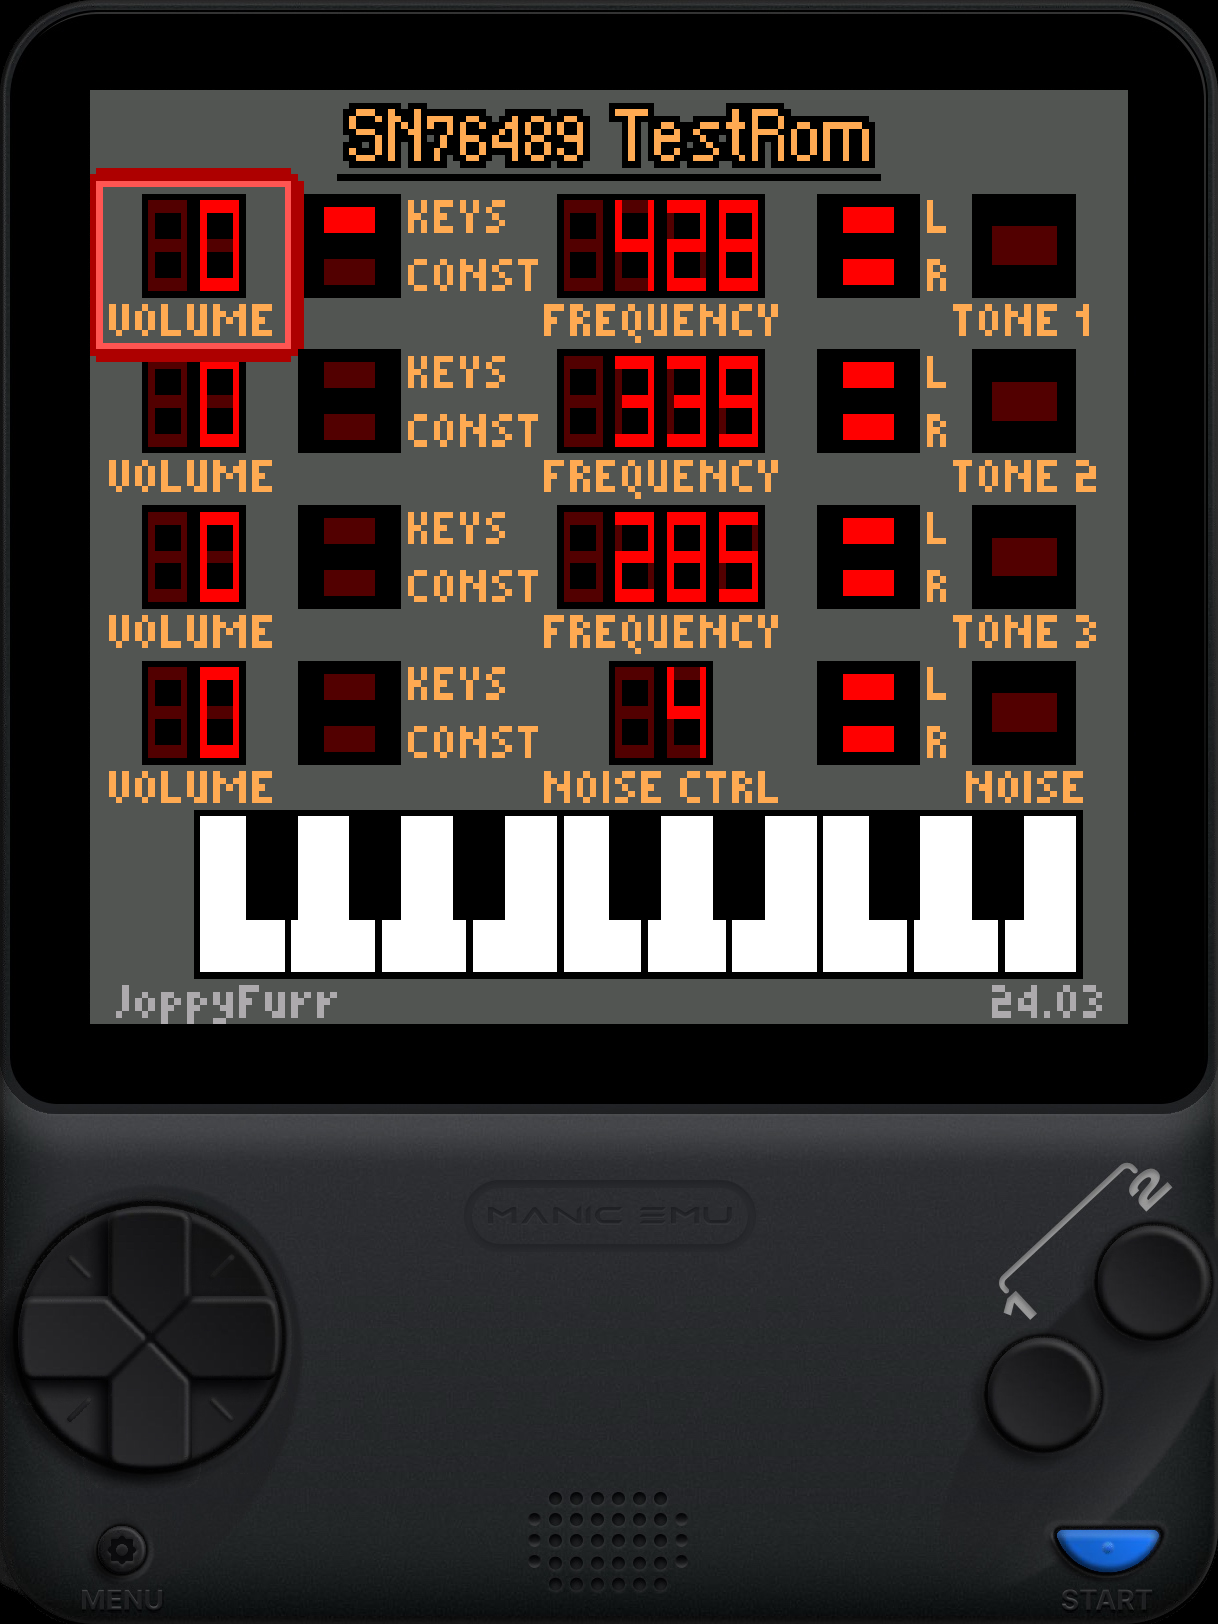 SN76489 TestRom
0 KEYS 428 L
CONST R
VOLUME FREQUENCY TONE 1
0 KEYS 339 L
CONST R
VOLUME FREQUENCY TONE 2
0 KEYS 285 L
CONST R
VOLUME FREQUENCY TONE 3
0 KEYS 4 L
CONST R
VOLUME NOISE CTRL NOISE
JoppyFurr 24.03
MANIC EMU
2
1
MENU START